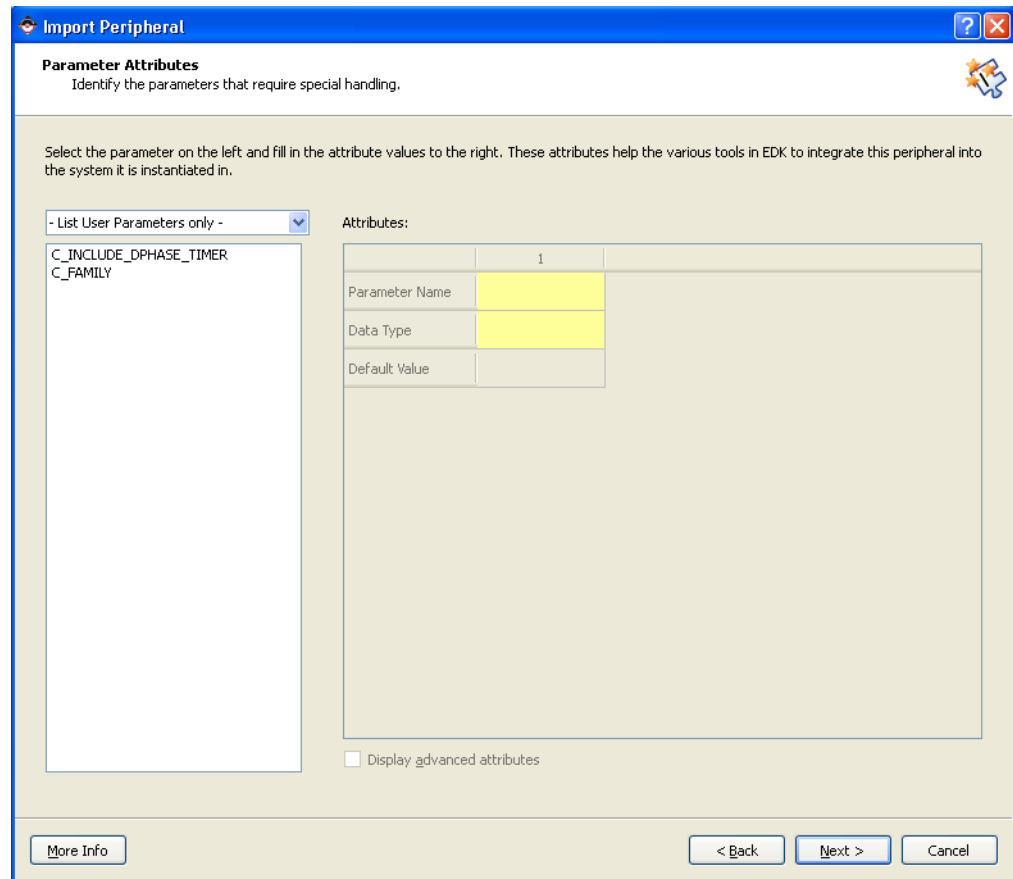 Import Peripheral
Parameter Attributes
Identify the parameters that require special handling.
Select the parameter on the left and fill in the attribute values to the right. These attributes help the various tools in EDK to integrate this peripheral into
the system it is instantiated in.
- List User Parameters only -
Attributes:
C_INCLUDE_DPHASE_TIMER
C_FAMILY
1
Parameter Name
Data Type
Default Value
Display advanced attributes
More Info
< Back
Next >
Cancel